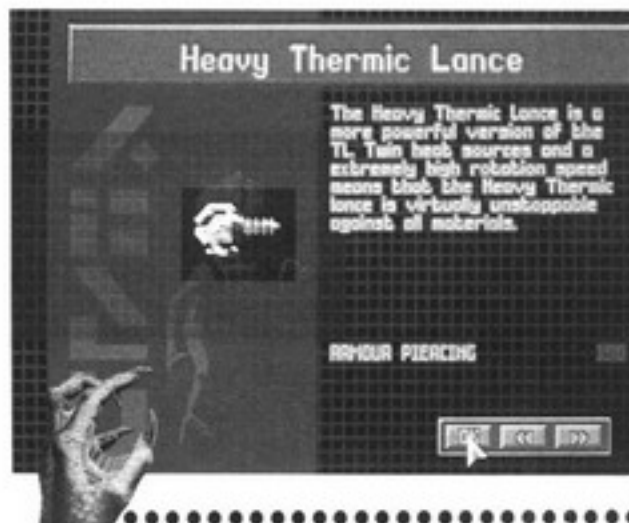 Heavy Thermic Lance
The Heavy Thermic Lance is a
more powerful version of the
TL. Twin heat sources and a
extremely high rotation speed
means that the Heavy Thermic
lance is virtually unstoppable
against all materials.
ARMOUR PIERCING
OK << >>